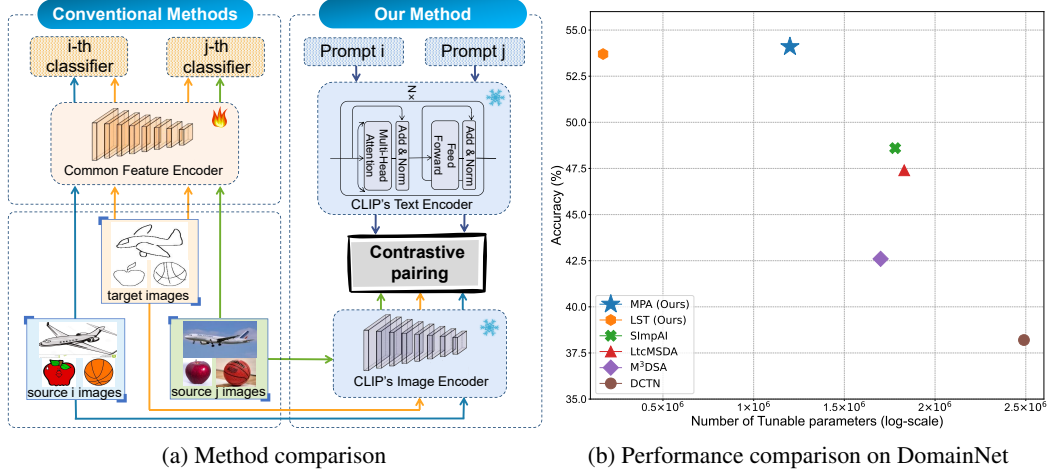 Conventional Methods
Our Method
i-th
classifier
j-th
classifier
Common Feature Encoder
target images
source i images
source j images
Prompt i
Prompt j
N×
Multi-Head
Attention
Add & Norm
Feed
Forward
Add & Norm
CLIP's Text Encoder
Contrastive
pairing
CLIP's Image Encoder
(a) Method comparison
Accuracy (%)
55.0
52.5
50.0
47.5
45.0
42.5
40.0
37.5
35.0
MPA (Ours)
LST (Ours)
SImpAl
LtcMSDA
M³DSA
DCTN
0.5×10⁶
1×10⁶
1.5×10⁶
2×10⁶
2.5×10⁶
Number of Tunable parameters (log-scale)
(b) Performance comparison on DomainNet